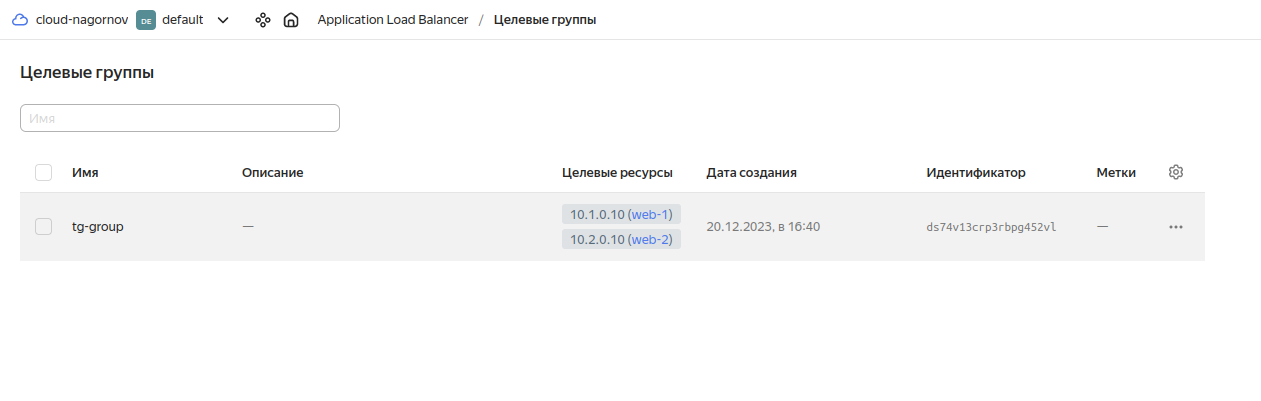 cloud-nagornov DE default Application Load Balancer / Целевые группы
Целевые группы
Имя
Имя Описание Целевые ресурсы Дата создания Идентификатор Метки
tg-group — 10.1.0.10 (web-1) 20.12.2023, в 16:40 ds74v13crp3rbpg452vl —
10.2.0.10 (web-2)